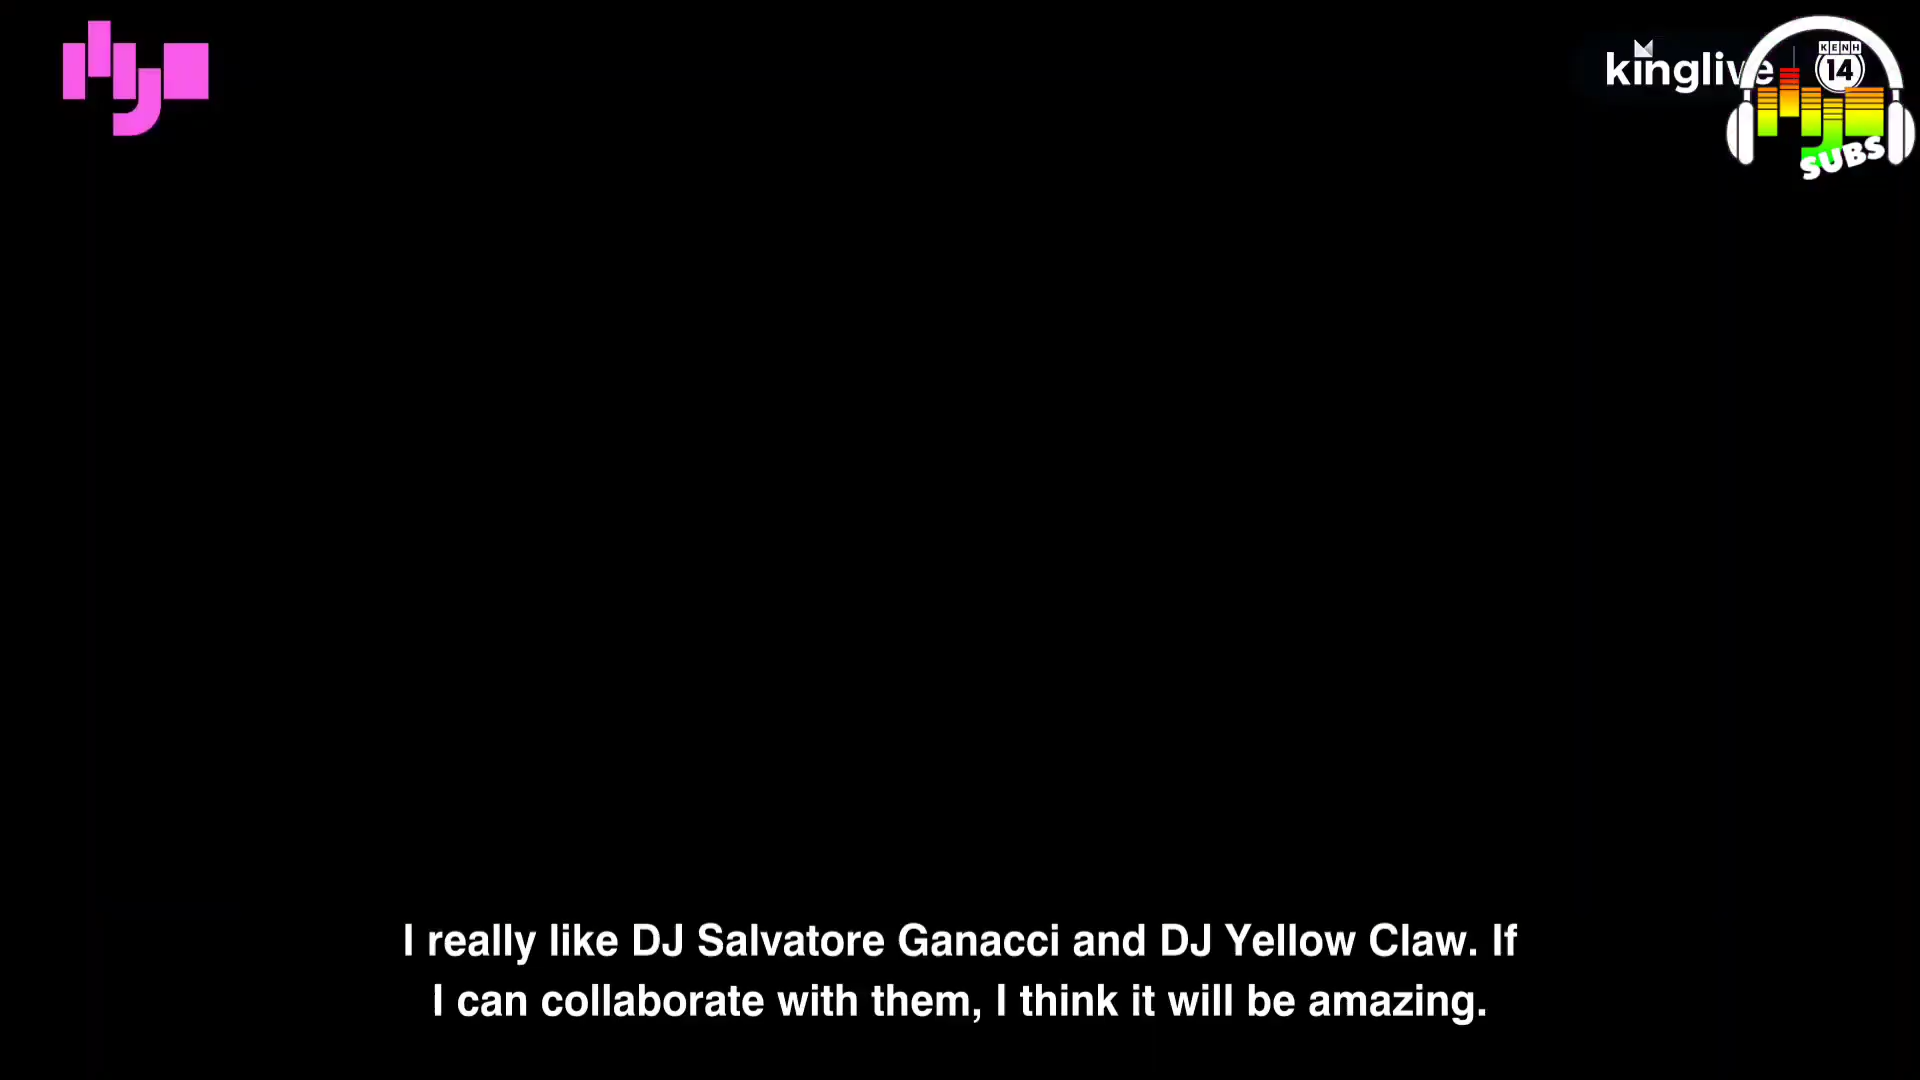 kinglive
KENH
14
SUBS
I really like DJ Salvatore Ganacci and DJ Yellow Claw. If
I can collaborate with them, I think it will be amazing.